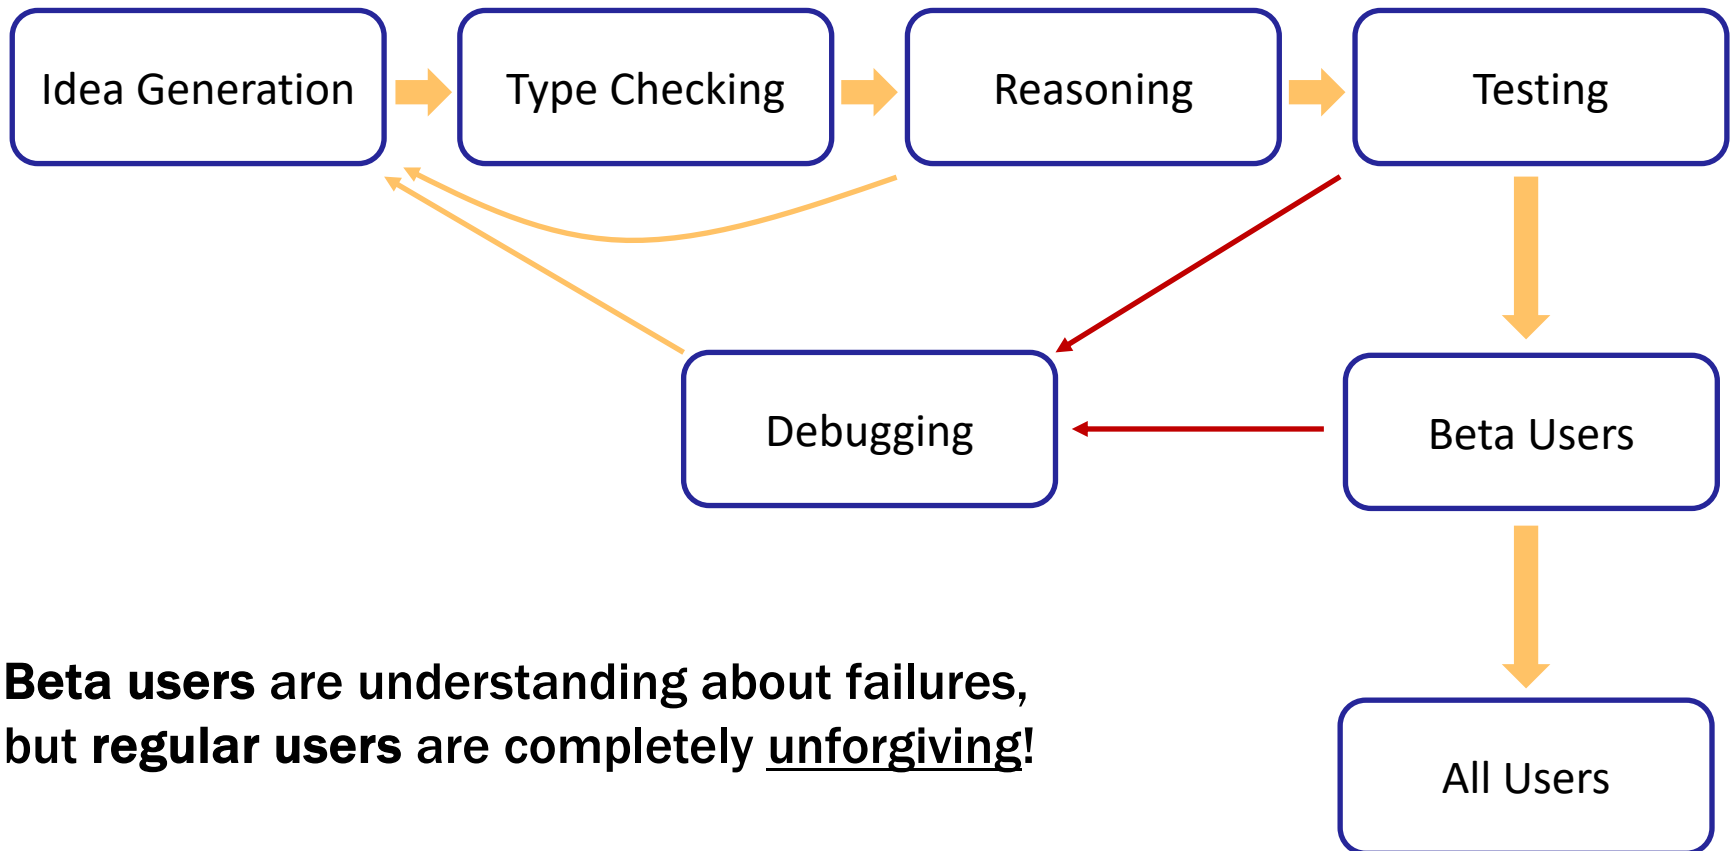 Idea Generation
Type Checking
Reasoning
Testing
Debugging
Beta Users
Beta users are understanding about failures,
but regular users are completely unforgiving!
All Users